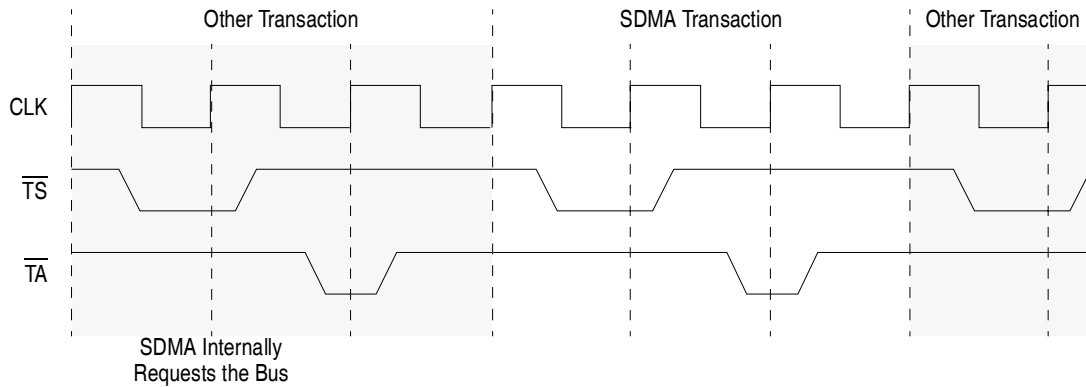 Other Transaction
SDMA Transaction
Other Transaction
CLK
TS
TA
SDMA Internally
Requests the Bus